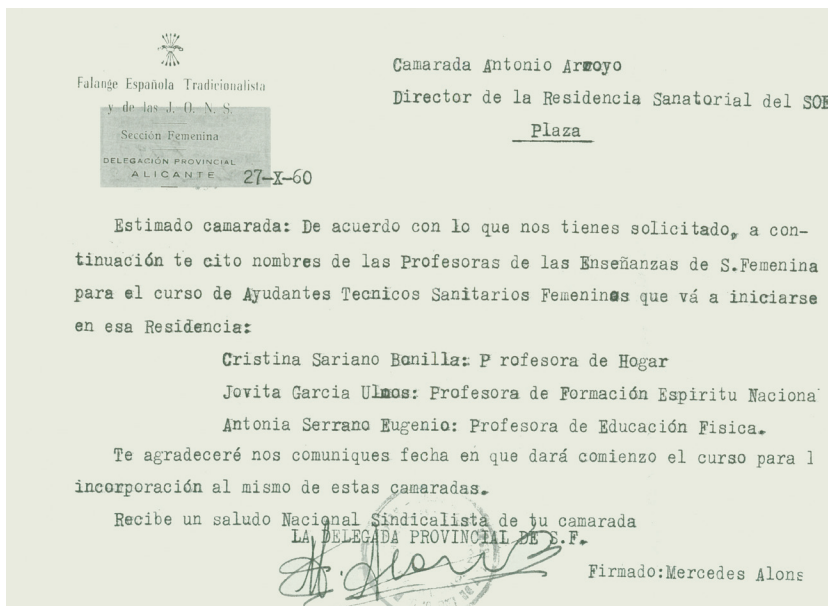 Falange Española Tradicionalista
y de las J. O. N. S.
Sección Femenina
DELEGACIÓN PROVINCIAL
ALICANTE
27-X-60
Camarada Antonio Arroyo
Director de la Residencia Sanatorial del SOE
Plaza
Estimado camarada: De acuerdo con lo que nos tienes solicitado, a con-
tinuación te cito nombres de las Profesoras de las Enseñanzas de S.Femenina
para el curso de Ayudantes Tecnicos Sanitarios Femeninos que vá a iniciarse
en esa Residencia:
Cristina Sariano Bonilla: P rofesora de Hogar
Jovita Garcia Ulmos: Profesora de Formación Espiritu Naciona
Antonia Serrano Eugenio: Profesora de Educación Fisica.
Te agradeceré nos comuniques fecha en que dará comienzo el curso para l
incorporación al mismo de estas camaradas.
Recibe un saludo Nacional Sindicalista de tu camarada
LA DELEGADA PROVINCIAL DE S.F.
M. Alonso
Firmado:Mercedes Alons